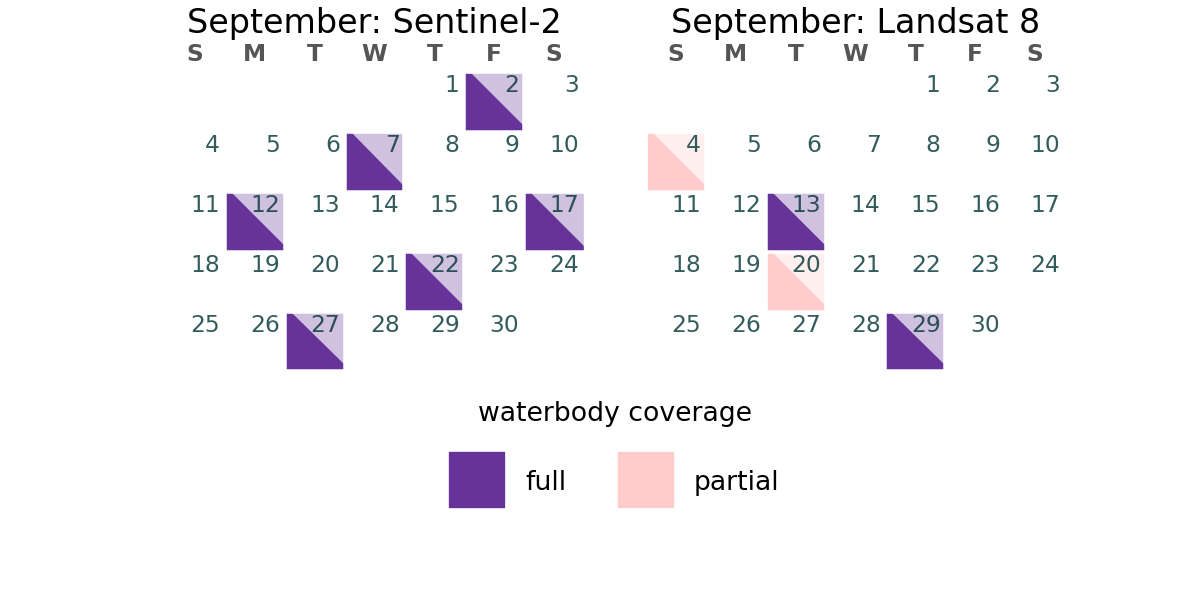 September: Sentinel-2
S M T W T F S
1 2 3
4 5 6 7 8 9 10
11 12 13 14 15 16 17
18 19 20 21 22 23 24
25 26 27 28 29 30
September: Landsat 8
S M T W T F S
1 2 3
4 5 6 7 8 9 10
11 12 13 14 15 16 17
18 19 20 21 22 23 24
25 26 27 28 29 30
waterbody coverage
full
partial